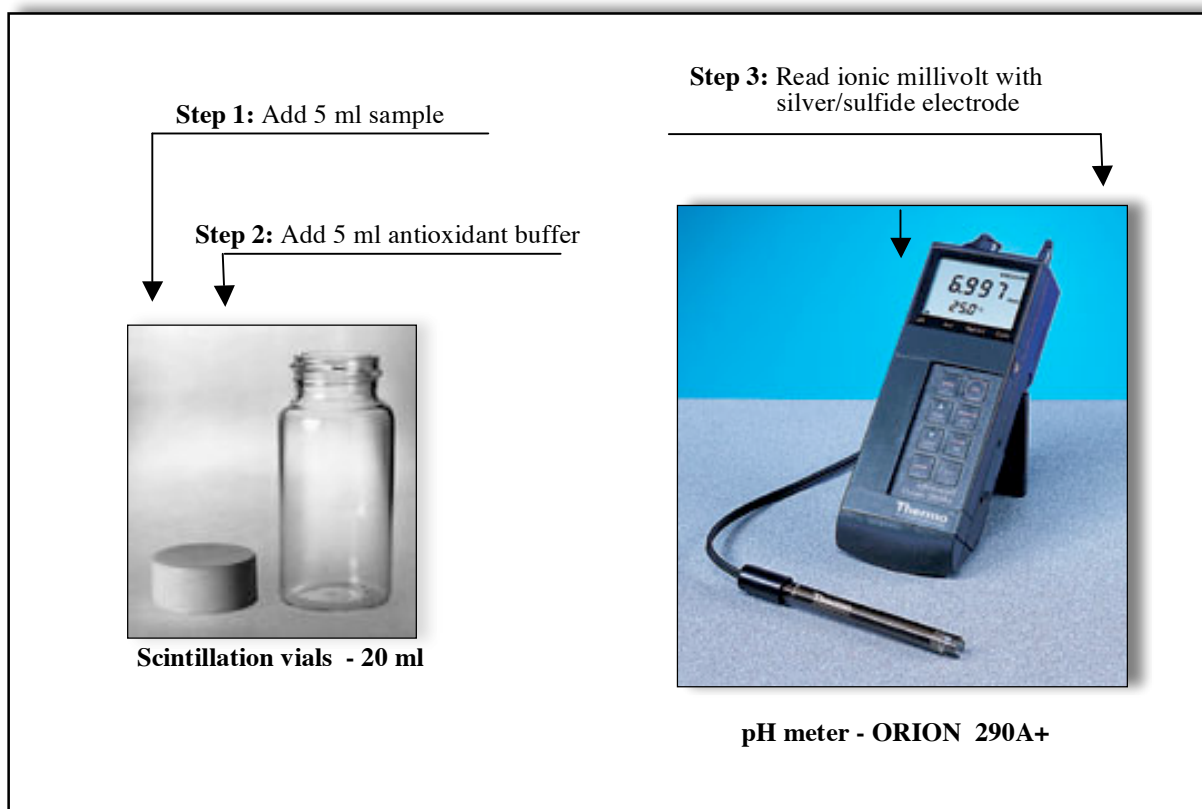 Step 1: Add 5 ml sample
Step 2: Add 5 ml antioxidant buffer
Scintillation vials - 20 ml
Step 3: Read ionic millivolt with
silver/sulfide electrode
6.997
25.0
Thermo
pH meter - ORION 290A+